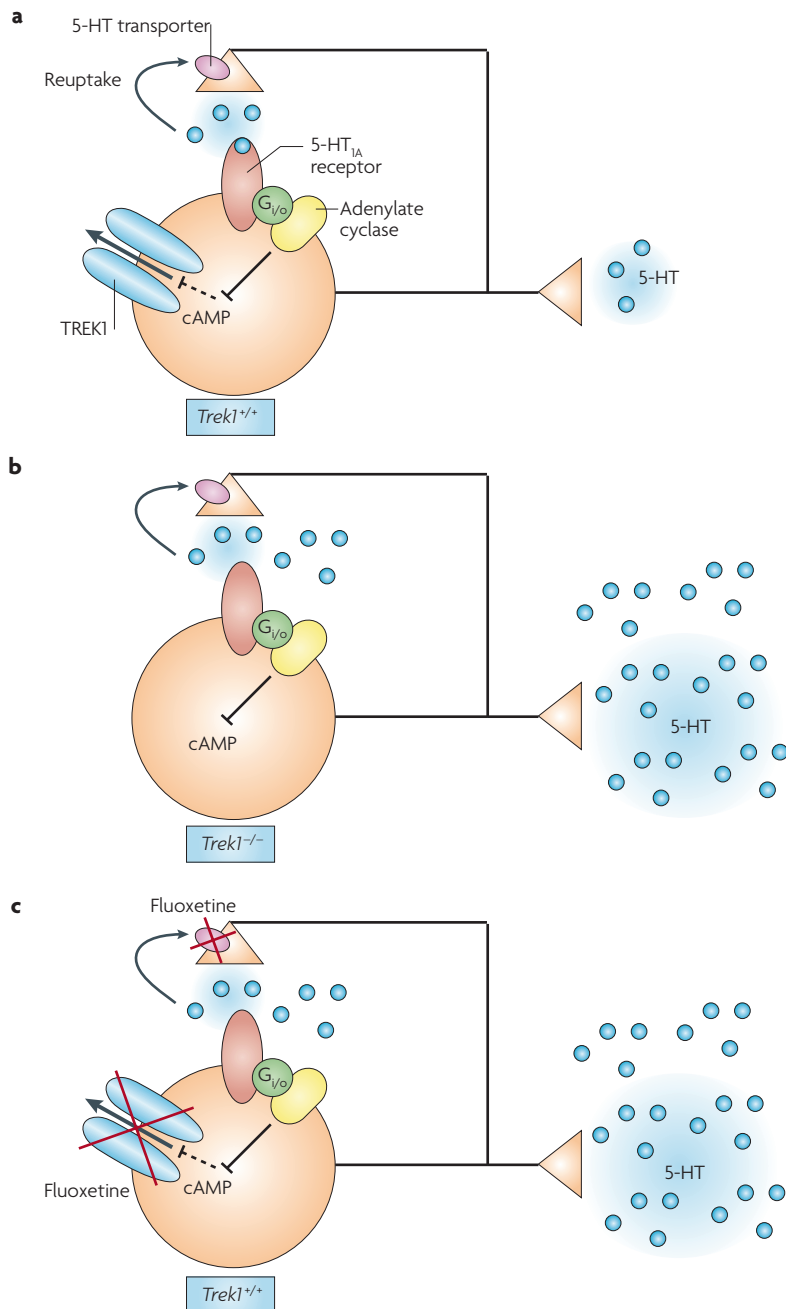 a
5-HT transporter
Reuptake
5-HT1A
receptor
Gi/o
Adenylate
cyclase
5-HT
TREK1
cAMP
Trek1+/+
b
Gi/o
cAMP
5-HT
Trek1–/–
c
Fluoxetine
Gi/o
cAMP
Fluoxetine
5-HT
Trek1+/+